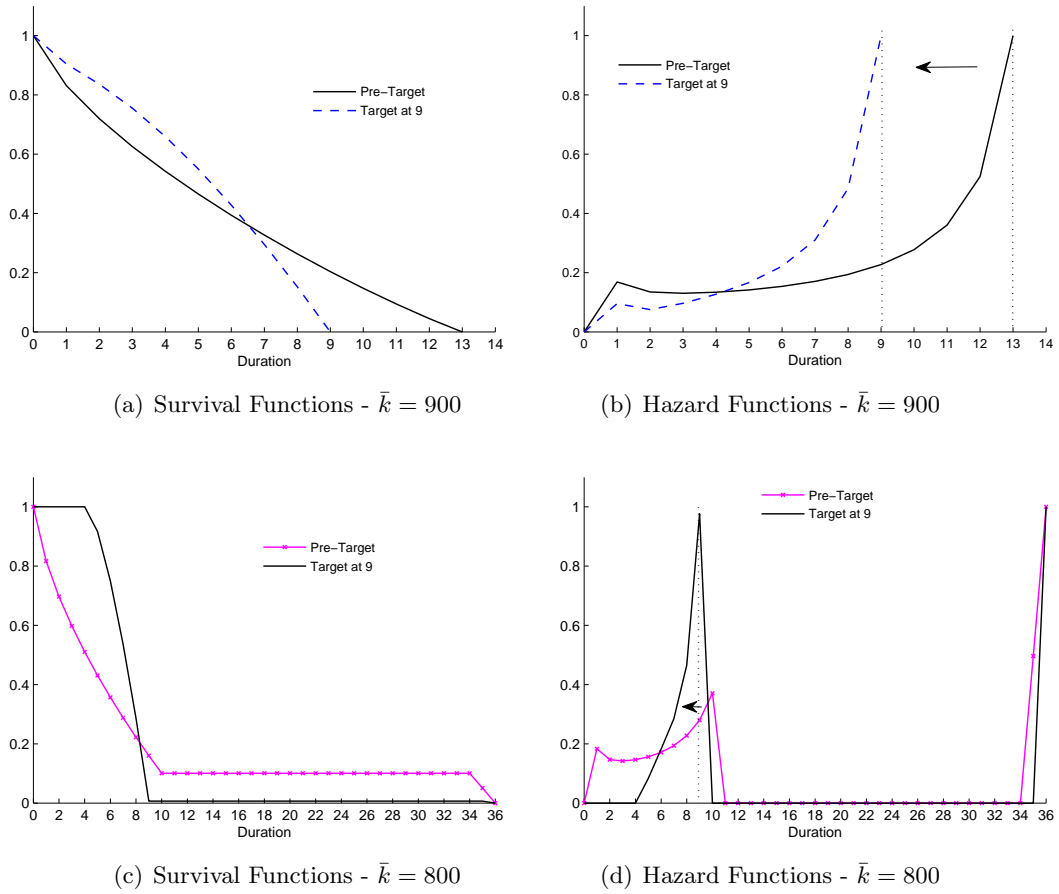 1
0.8
0.6
0.4
0.2
0
0 1 2 3 4 5 6 7 8 9 10 11 12 13 14
Duration
Pre−Target
Target at 9
(a) Survival Functions - k̄ = 900
1
0.8
0.6
0.4
0.2
0
0 1 2 3 4 5 6 7 8 9 10 11 12 13 14
Duration
Pre−Target
Target at 9
(b) Hazard Functions - k̄ = 900
1
0.8
0.6
0.4
0.2
0
0 2 4 6 8 10 12 14 16 18 20 22 24 26 28 30 32 34 36
Duration
Pre−Target
Target at 9
(c) Survival Functions - k̄ = 800
1
0.8
0.6
0.4
0.2
0
0 2 4 6 8 10 12 14 16 18 20 22 24 26 28 30 32 34 36
Duration
Pre−Target
Target at 9
(d) Hazard Functions - k̄ = 800